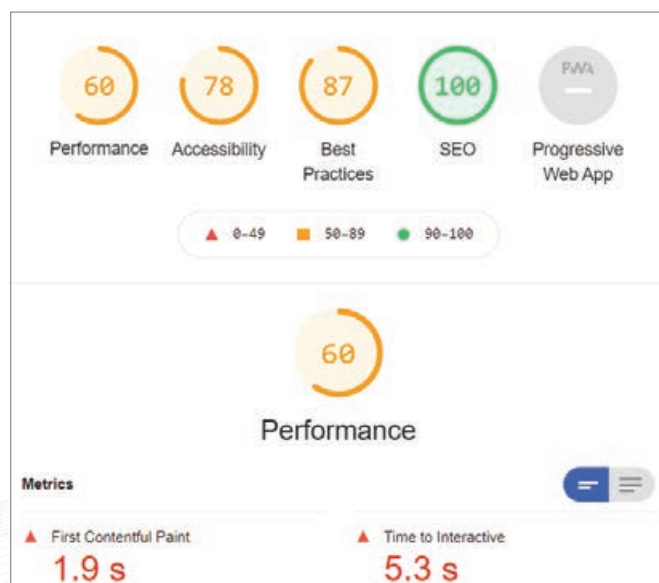 60 78 87 100 PWA
Performance Accessibility Best Practices SEO Progressive Web App
0-49 50-89 90-100
60
Performance
Metrics
First Contentful Paint Time to Interactive
1.9 s 5.3 s